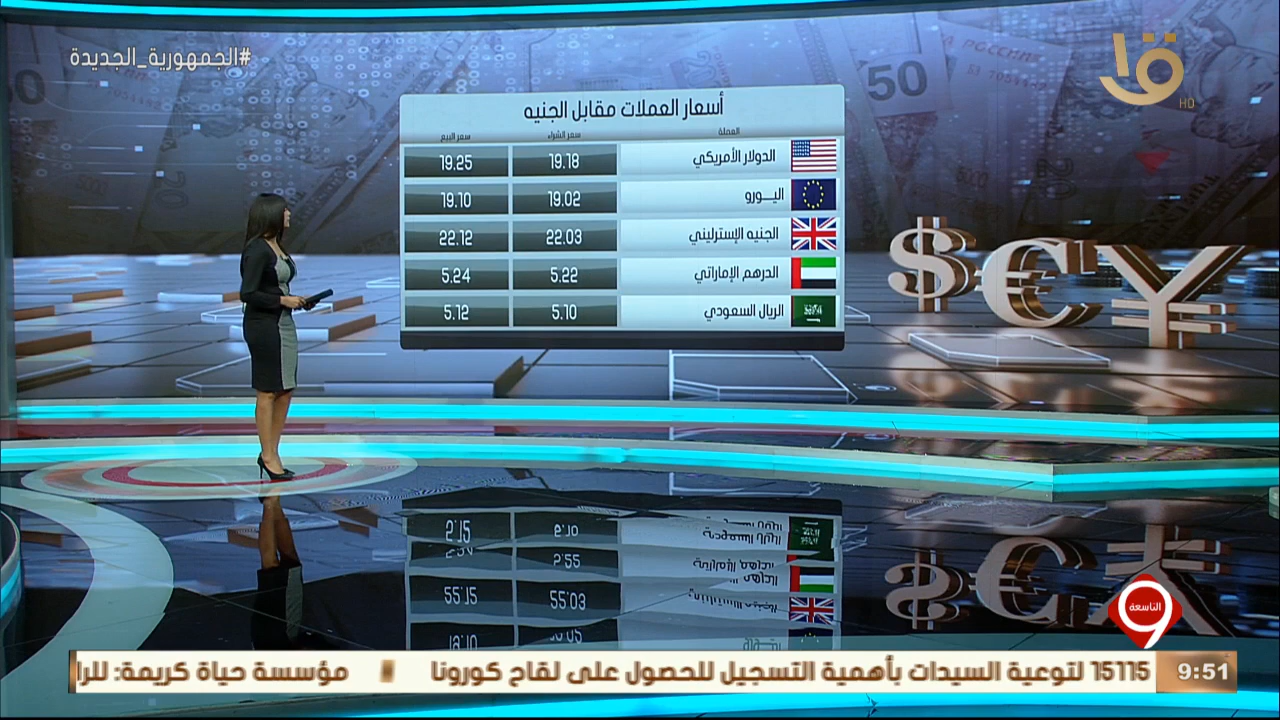 #الجمهورية_الجديدة
HD
50
أسعار العملات مقابل الجنيه
العملة سعر الشراء سعر البيع
الدولار الأمريكي 19.18 19.25
اليـــورو 19.02 19.10
الجنيه الإسترليني 22.03 22.12
الدرهم الإماراتي 5.22 5.24
الريال السعودي 5.10 5.12
$€¥
التاسعة
9
9:51
15115 لتوعية السيدات بأهمية التسجيل للحصول على لقاح كورونا مؤسسة حياة كريمة: للرا